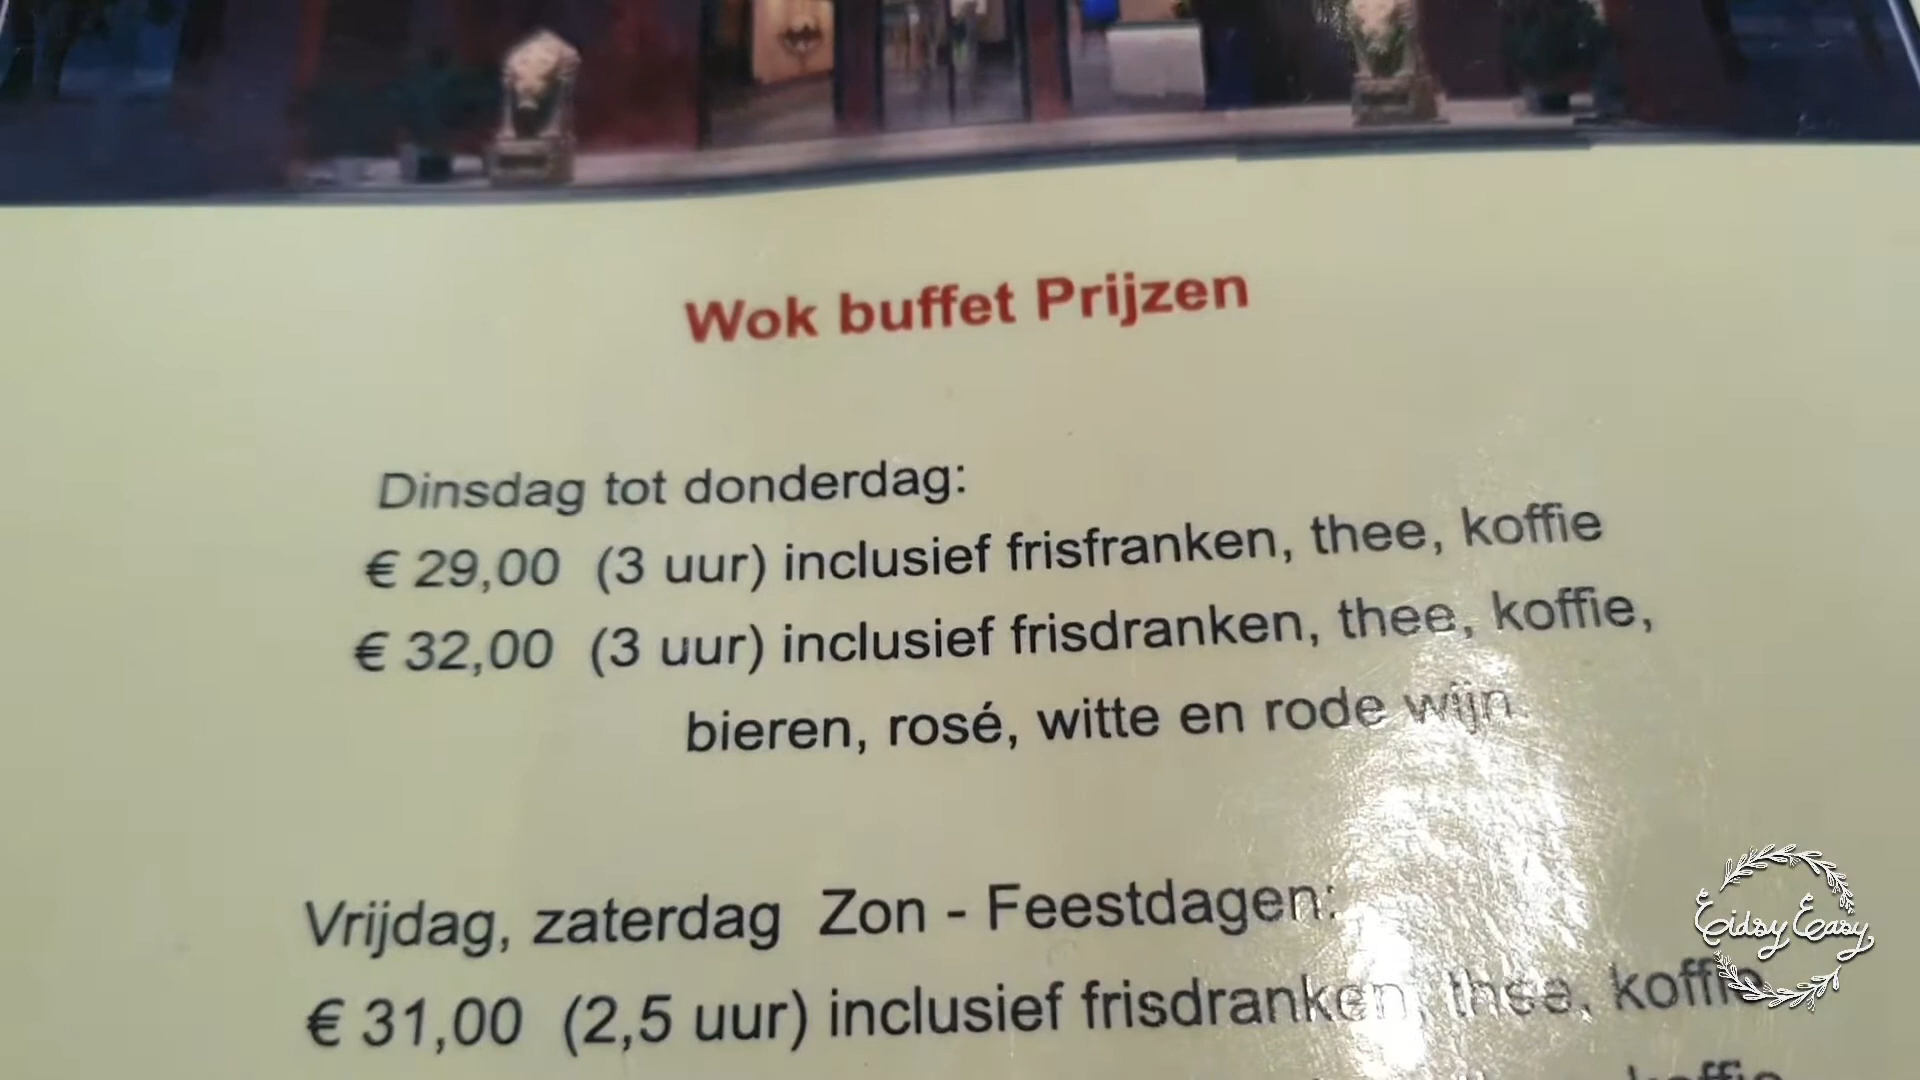 Wok buffet Prijzen
Dinsdag tot donderdag:
€ 29,00 (3 uur) inclusief frisfranken, thee, koffie
€ 32,00 (3 uur) inclusief frisdranken, thee, koffie,
bieren, rosé, witte en rode wijn.
Vrijdag, zaterdag Zon - Feestdagen:
€ 31,00 (2,5 uur) inclusief frisdranken, thee, koffie
koffie
Eidsy Easy